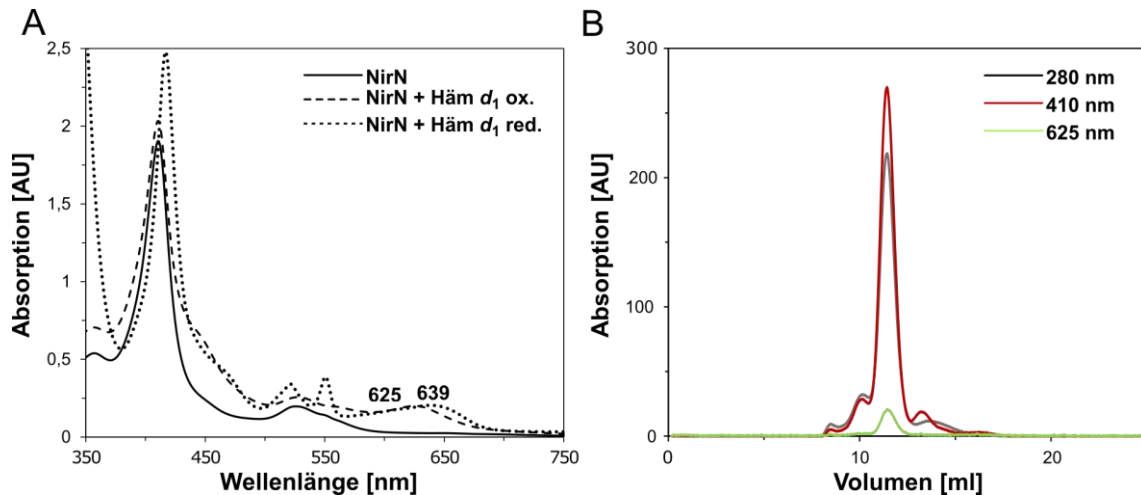 A
2,5
2
1,5
1
0,5
0
Absorption [AU]
NirN
NirN + Häm d₁ ox.
NirN + Häm d₁ red.
625 639
350 450 550 650 750
Wellenlänge [nm]
B
300
200
100
0
Absorption [AU]
280 nm
410 nm
625 nm
0 10 20
Volumen [ml]